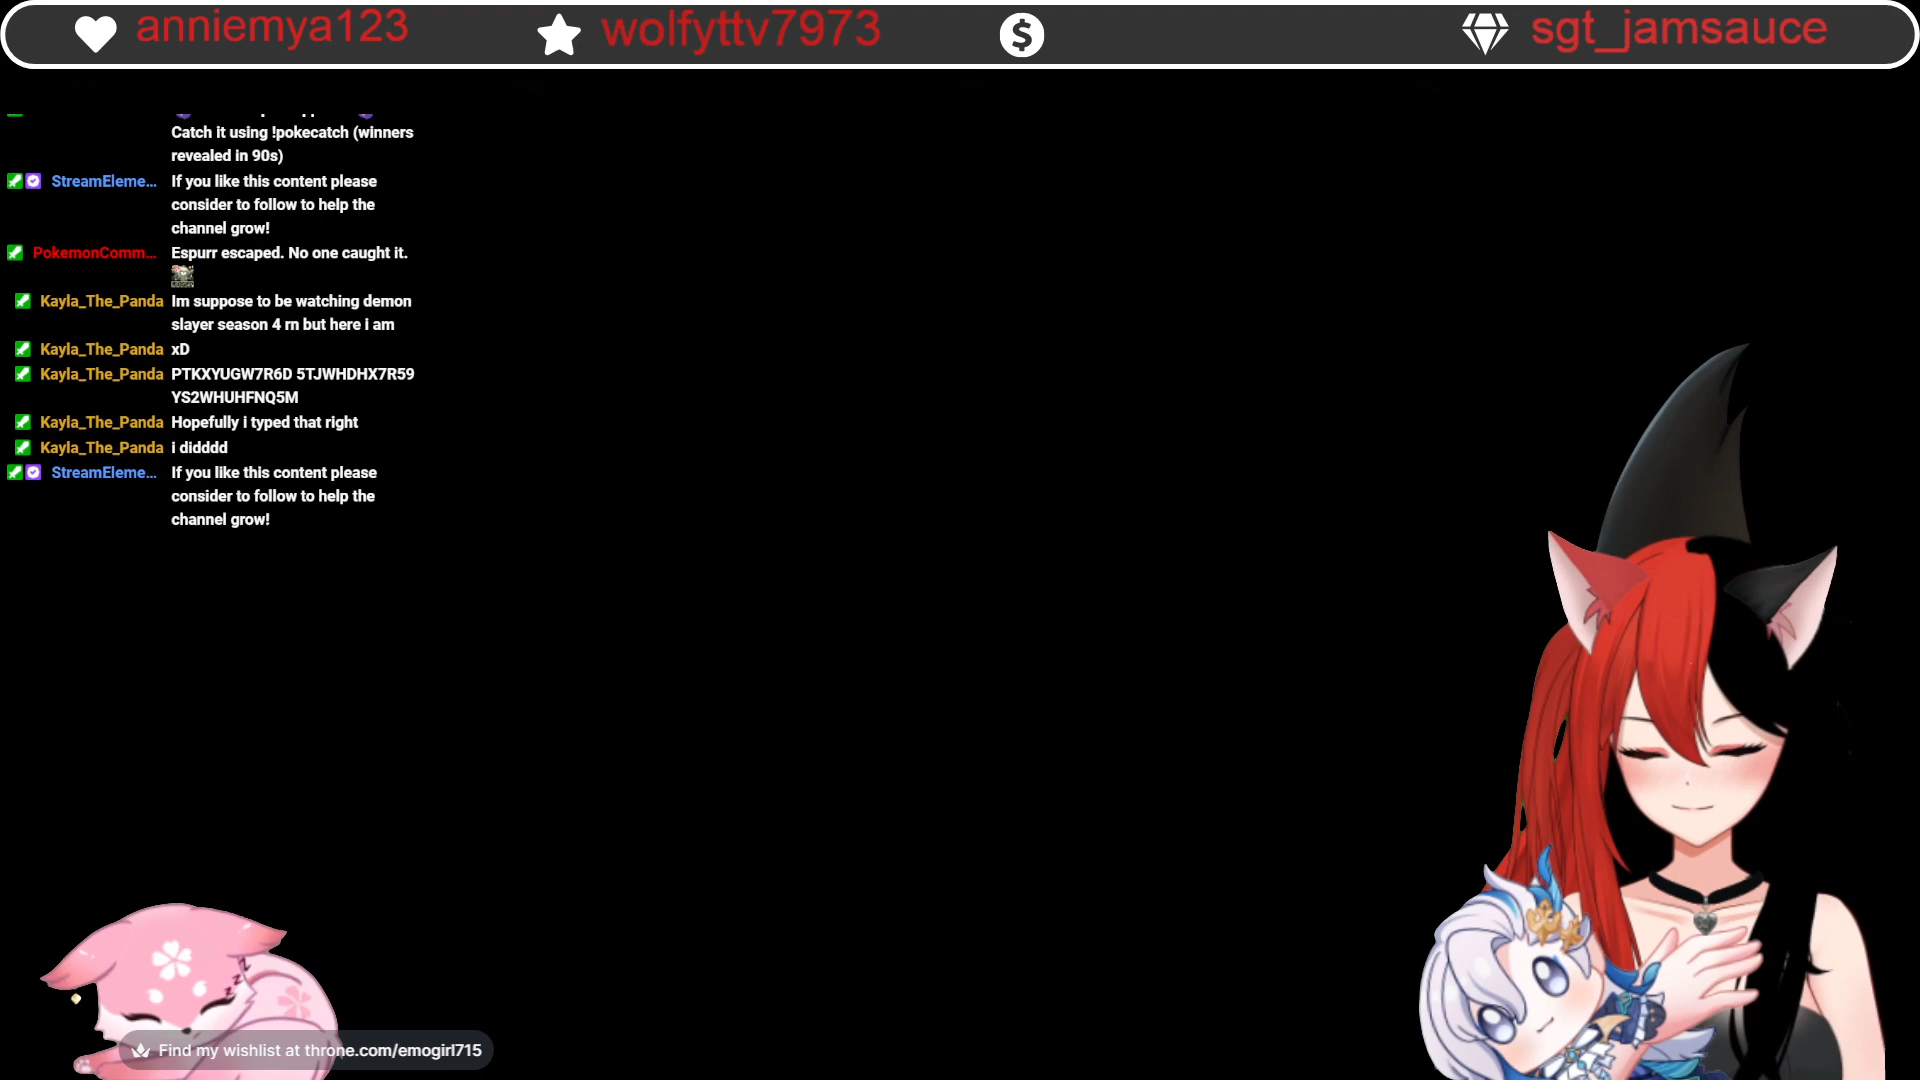 anniemya123
wolfyttv7973
sgt_jamsauce
Catch it using !pokecatch (winners
revealed in 90s)
StreamEleme... If you like this content please
consider to follow to help the
channel grow!
PokemonComm... Espurr escaped. No one caught it.
Kayla_The_Panda Im suppose to be watching demon
slayer season 4 rn but here i am
Kayla_The_Panda xD
Kayla_The_Panda PTKXYUGW7R6D 5TJWHDHX7R59
YS2WHUHFNQ5M
Kayla_The_Panda Hopefully i typed that right
Kayla_The_Panda i didddd
StreamEleme... If you like this content please
consider to follow to help the
channel grow!
Find my wishlist at throne.com/emogirl715